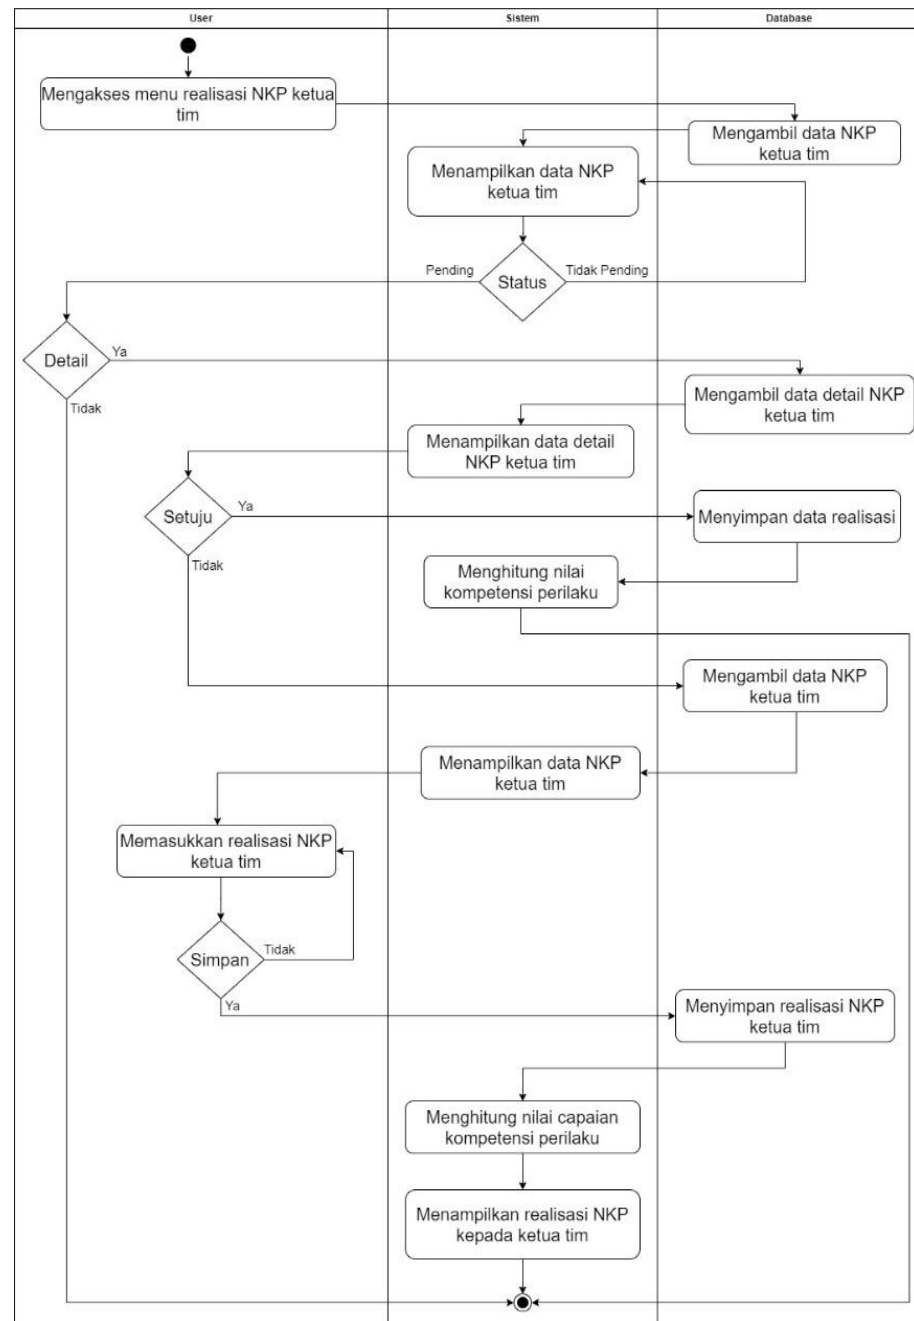 User
Sistem
Database
Mengakses menu realisasi NKP ketua
tim
Mengambil data NKP
ketua tim
Menampilkan data NKP
ketua tim
Pending
Status
Tidak Pending
Detail
Ya
Tidak
Mengambil data detail NKP
ketua tim
Menampilkan data detail
NKP ketua tim
Setuju
Ya
Menyimpan data realisasi
Tidak
Menghitung nilai
kompetensi perilaku
Mengambil data NKP
ketua tim
Menampilkan data NKP
ketua tim
Memasukkan realisasi NKP
ketua tim
Simpan
Tidak
Ya
Menyimpan realisasi NKP
ketua tim
Menghitung nilai capaian
kompetensi perilaku
Menampilkan realisasi NKP
kepada ketua tim